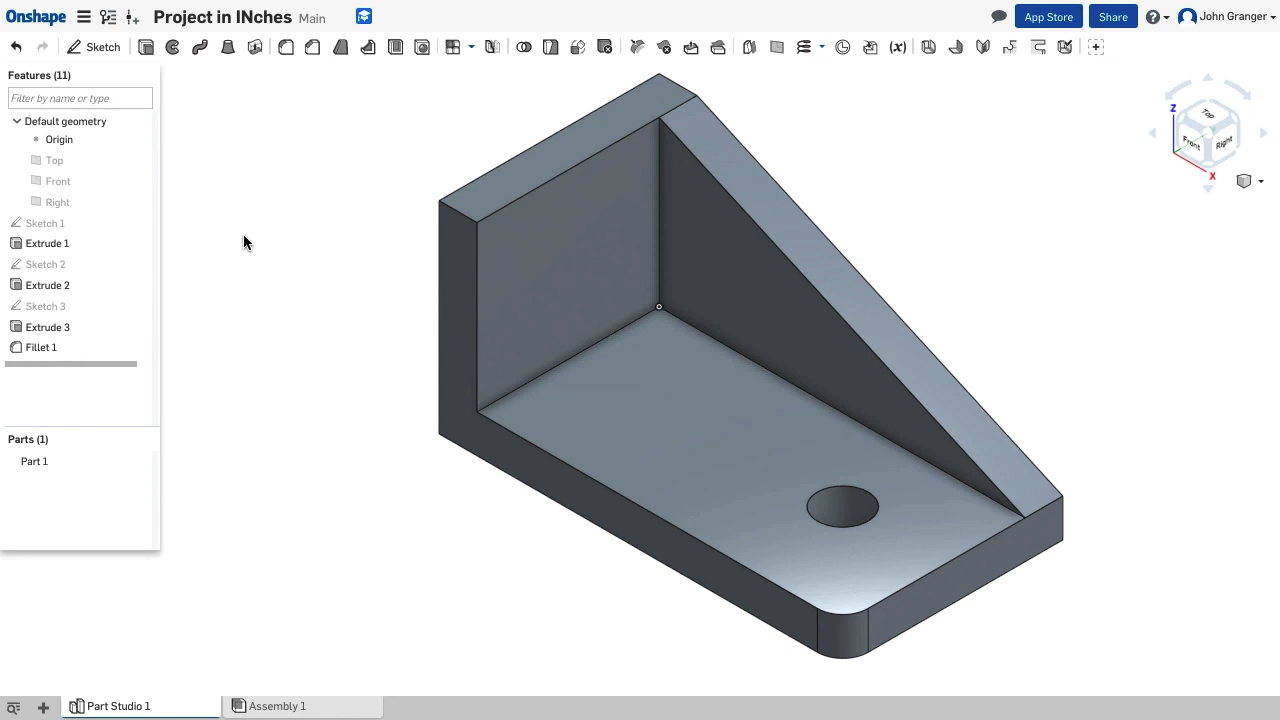 Onshape Project in INches Main App Store Share John Granger
Sketch (x)
Features (11)
Filter by name or type
Default geometry
Origin
Top
Front
Right
Sketch 1
Extrude 1
Sketch 2
Extrude 2
Sketch 3
Extrude 3
Fillet 1
Parts (1)
Part 1
Z
Top
Front Right
X
Part Studio 1 Assembly 1